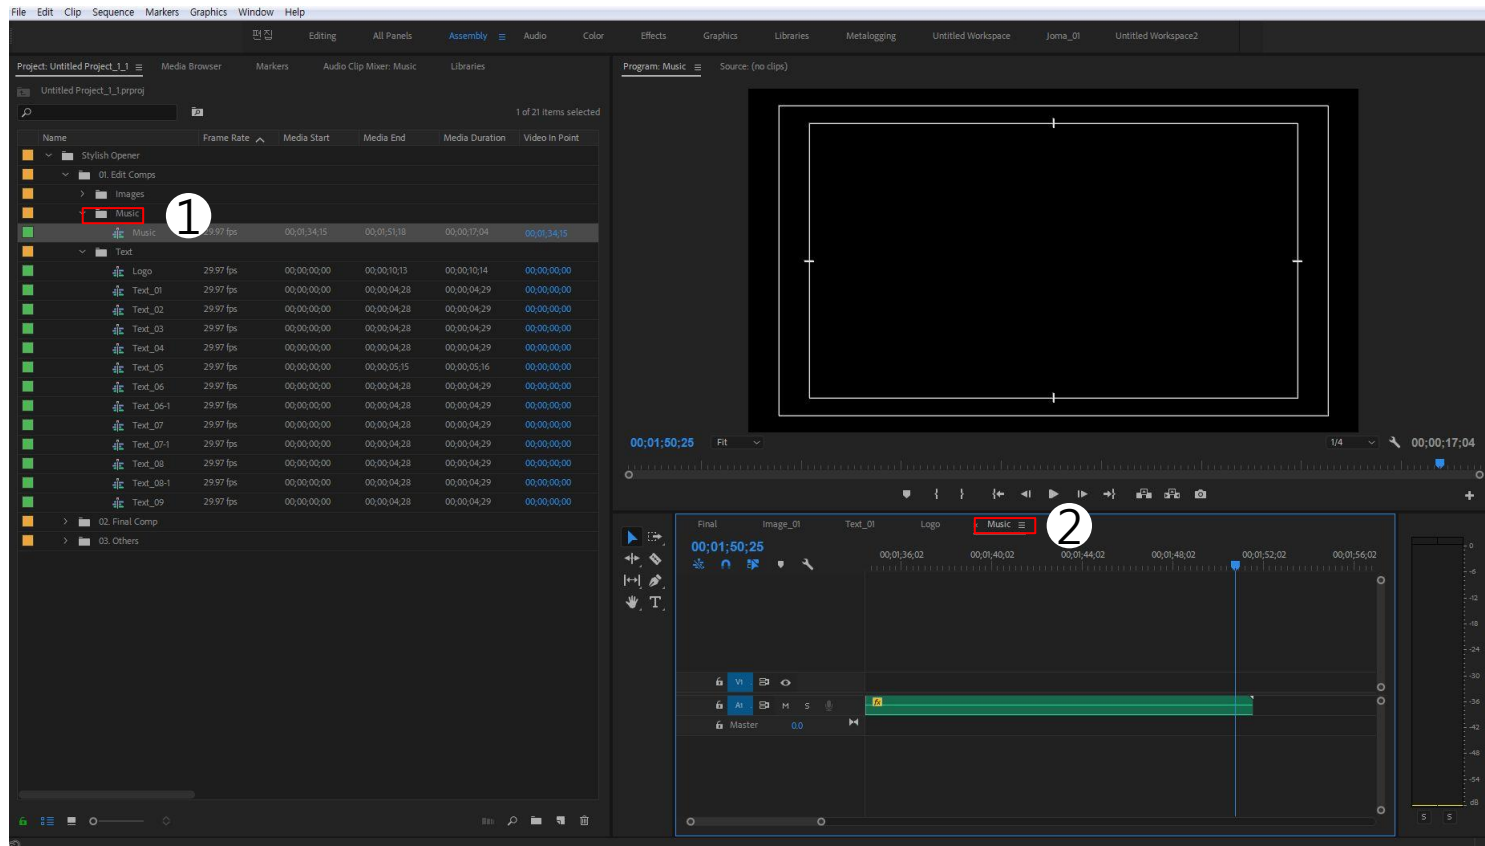 File Edit Clip Sequence Markers Graphics Window Help
편집 Editing All Panels Assembly Audio Color Effects Graphics Libraries Metalogging Untitled Workspace Joma_01 Untitled Workspace2
Project: Untitled Project_1_1 Media Browser Markers Audio Clip Mixer: Music Libraries
Untitled Project_1_1.prproj
1 of 21 items selected
Name Frame Rate Media Start Media End Media Duration Video In Point
Stylish Opener
01. Edit Comps
Images
Music
1
Music 29.97 fps 00;01;34;15 00;01;51;18 00;00;17;04 00;01;34;15
Text
Logo 29.97 fps 00;00;00;00 00;00;10;13 00;00;10;14 00;00;00;00
Text_01 29.97 fps 00;00;00;00 00;00;04;28 00;00;04;29 00;00;00;00
Text_02 29.97 fps 00;00;00;00 00;00;04;28 00;00;04;29 00;00;00;00
Text_03 29.97 fps 00;00;00;00 00;00;04;28 00;00;04;29 00;00;00;00
Text_04 29.97 fps 00;00;00;00 00;00;04;28 00;00;04;29 00;00;00;00
Text_05 29.97 fps 00;00;00;00 00;00;05;15 00;00;05;16 00;00;00;00
Text_06 29.97 fps 00;00;00;00 00;00;04;28 00;00;04;29 00;00;00;00
Text_06-1 29.97 fps 00;00;00;00 00;00;04;28 00;00;04;29 00;00;00;00
Text_07 29.97 fps 00;00;00;00 00;00;04;28 00;00;04;29 00;00;00;00
Text_07-1 29.97 fps 00;00;00;00 00;00;04;28 00;00;04;29 00;00;00;00
Text_08 29.97 fps 00;00;00;00 00;00;04;28 00;00;04;29 00;00;00;00
Text_08-1 29.97 fps 00;00;00;00 00;00;04;28 00;00;04;29 00;00;00;00
Text_09 29.97 fps 00;00;00;00 00;00;04;28 00;00;04;29 00;00;00;00
02. Final Comp
03. Others
Program: Music Source: (no clips)
00;01;50;25 Fit 1/4 00;00;17;04
Final Image_01 Text_01 Logo Music 2
00;01;50;25
00;01;36;02 00;01;40;02 00;01;44;02 00;01;48;02 00;01;52;02 00;01;56;02
V1
A1 M S fx
Master 0.0
0
-6
-12
-18
-24
-30
-36
-42
-48
-54
dB
S S